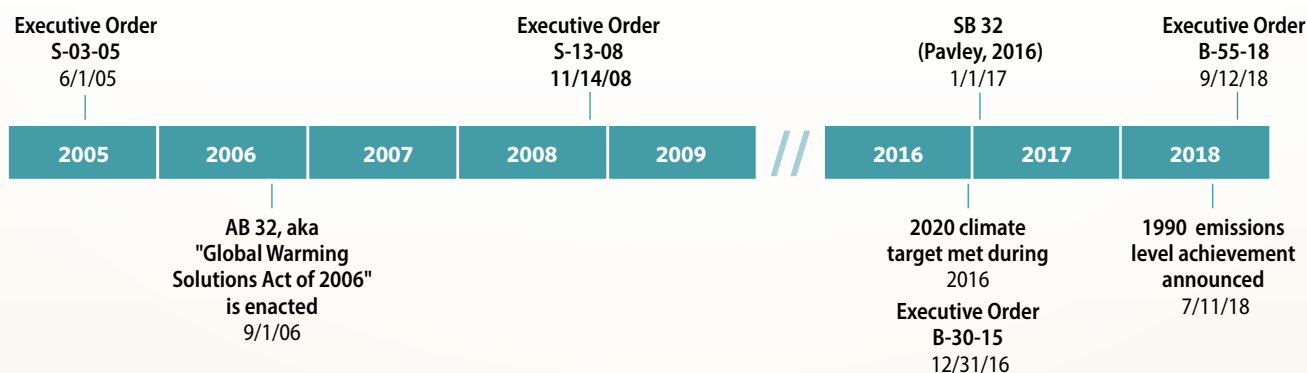 Executive Order
S-03-05
6/1/05
Executive Order
S-13-08
11/14/08
SB 32
(Pavley, 2016)
1/1/17
Executive Order
B-55-18
9/12/18
2005
2006
2007
2008
2009
//
2016
2017
2018
AB 32, aka
"Global Warming
Solutions Act of 2006"
is enacted
9/1/06
2020 climate
target met during
2016
Executive Order
B-30-15
12/31/16
1990 emissions
level achievement
announced
7/11/18